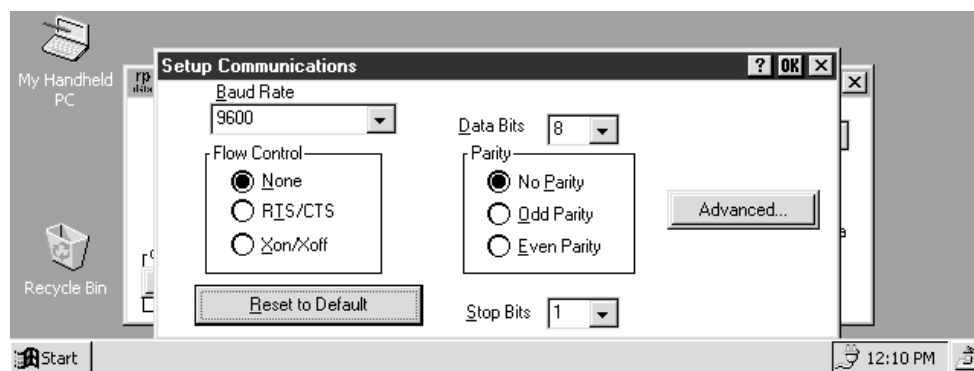 My Handheld
PC
Recycle Bin
Setup Communications
? OK ×
Baud Rate
9600
Data Bits
8
Flow Control
None
RTS/CTS
Xon/Xoff
Parity
No Parity
Odd Parity
Even Parity
Advanced...
Reset to Default
Stop Bits
1
Start
12:10 PM